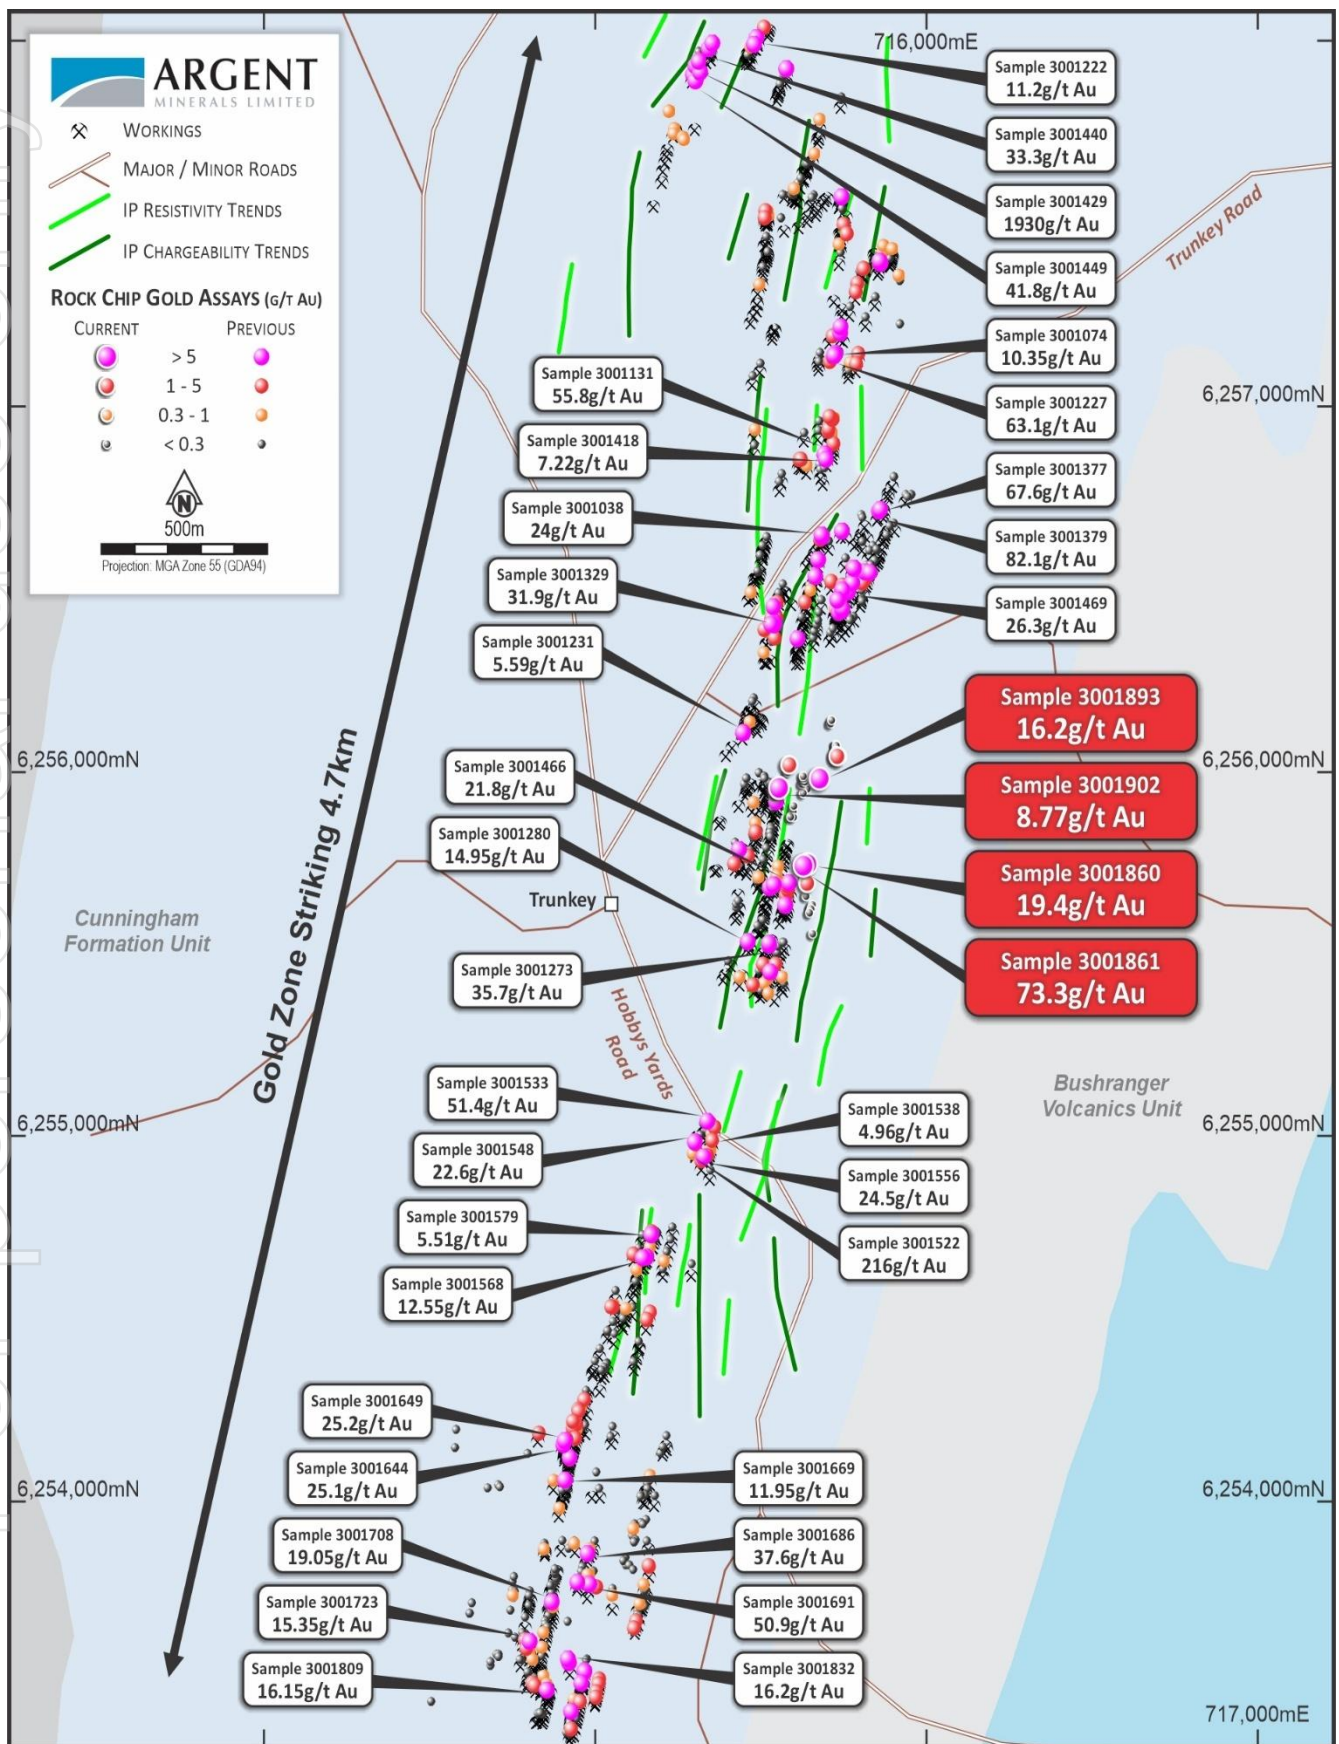 ARGENT
MINERALS LIMITED
WORKINGS
MAJOR / MINOR ROADS
IP RESISTIVITY TRENDS
IP CHARGEABILITY TRENDS
ROCK CHIP GOLD ASSAYS (G/T AU)
CURRENT PREVIOUS
> 5
1 - 5
0.3 - 1
< 0.3
N
500m
Projection: MGA Zone 55 (GDA94)
716,000mE
Sample 3001222
11.2g/t Au
Sample 3001440
33.3g/t Au
Sample 3001429
1930g/t Au
Sample 3001449
41.8g/t Au
Trunkey Road
Sample 3001074
10.35g/t Au
Sample 3001131
55.8g/t Au
6,257,000mN
Sample 3001227
63.1g/t Au
Sample 3001418
7.22g/t Au
Sample 3001377
67.6g/t Au
Sample 3001038
24g/t Au
Sample 3001379
82.1g/t Au
Sample 3001329
31.9g/t Au
Sample 3001469
26.3g/t Au
Sample 3001231
5.59g/t Au
Sample 3001893
16.2g/t Au
6,256,000mN
6,256,000mN
Sample 3001466
21.8g/t Au
Sample 3001902
8.77g/t Au
Sample 3001280
14.95g/t Au
Sample 3001860
19.4g/t Au
Trunkey
Cunningham
Formation Unit
Gold Zone Striking 4.7km
Sample 3001273
35.7g/t Au
Sample 3001861
73.3g/t Au
Hobbys Yards
Road
Sample 3001533
51.4g/t Au
Bushranger
Volcanics Unit
Sample 3001538
4.96g/t Au
6,255,000mN
6,255,000mN
Sample 3001548
22.6g/t Au
Sample 3001556
24.5g/t Au
Sample 3001579
5.51g/t Au
Sample 3001522
216g/t Au
Sample 3001568
12.55g/t Au
Sample 3001649
25.2g/t Au
Sample 3001644
25.1g/t Au
Sample 3001669
11.95g/t Au
6,254,000mN
6,254,000mN
Sample 3001708
19.05g/t Au
Sample 3001686
37.6g/t Au
Sample 3001723
15.35g/t Au
Sample 3001691
50.9g/t Au
Sample 3001809
16.15g/t Au
Sample 3001832
16.2g/t Au
717,000mE